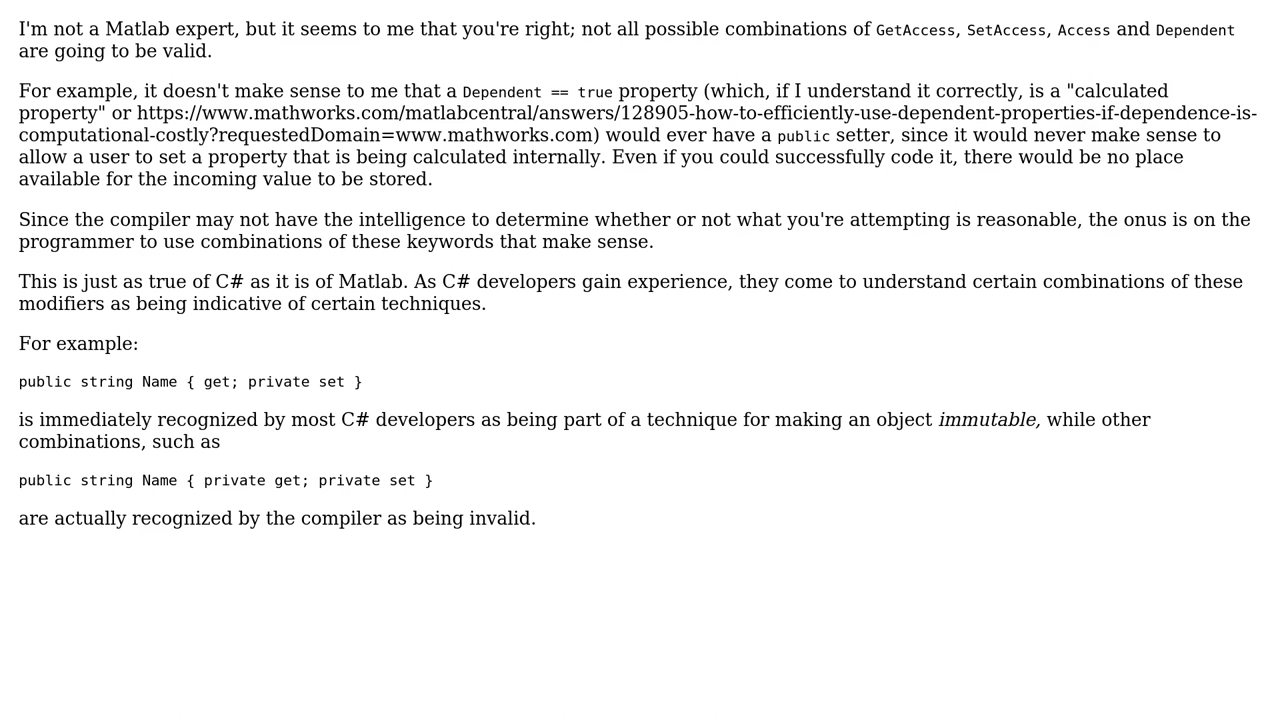 I'm not a Matlab expert, but it seems to me that you're right; not all possible combinations of GetAccess, SetAccess, Access and Dependent
are going to be valid.
For example, it doesn't make sense to me that a Dependent == true property (which, if I understand it correctly, is a "calculated
property" or https://www.mathworks.com/matlabcentral/answers/128905-how-to-efficiently-use-dependent-properties-if-dependence-is-
computational-costly?requestedDomain=www.mathworks.com) would ever have a public setter, since it would never make sense to
allow a user to set a property that is being calculated internally. Even if you could successfully code it, there would be no place
available for the incoming value to be stored.
Since the compiler may not have the intelligence to determine whether or not what you're attempting is reasonable, the onus is on the
programmer to use combinations of these keywords that make sense.
This is just as true of C# as it is of Matlab. As C# developers gain experience, they come to understand certain combinations of these
modifiers as being indicative of certain techniques.
For example:
public string Name { get; private set }
is immediately recognized by most C# developers as being part of a technique for making an object immutable, while other
combinations, such as
public string Name { private get; private set }
are actually recognized by the compiler as being invalid.